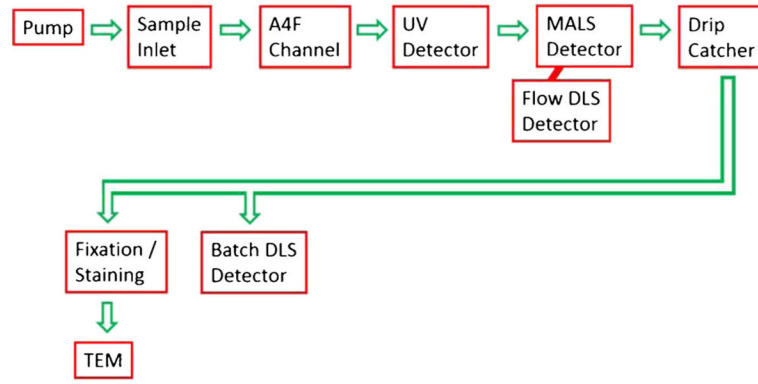 Pump
Sample
Inlet
A4F
Channel
UV
Detector
MALS
Detector
Drip
Catcher
Flow DLS
Detector
Fixation /
Staining
Batch DLS
Detector
TEM